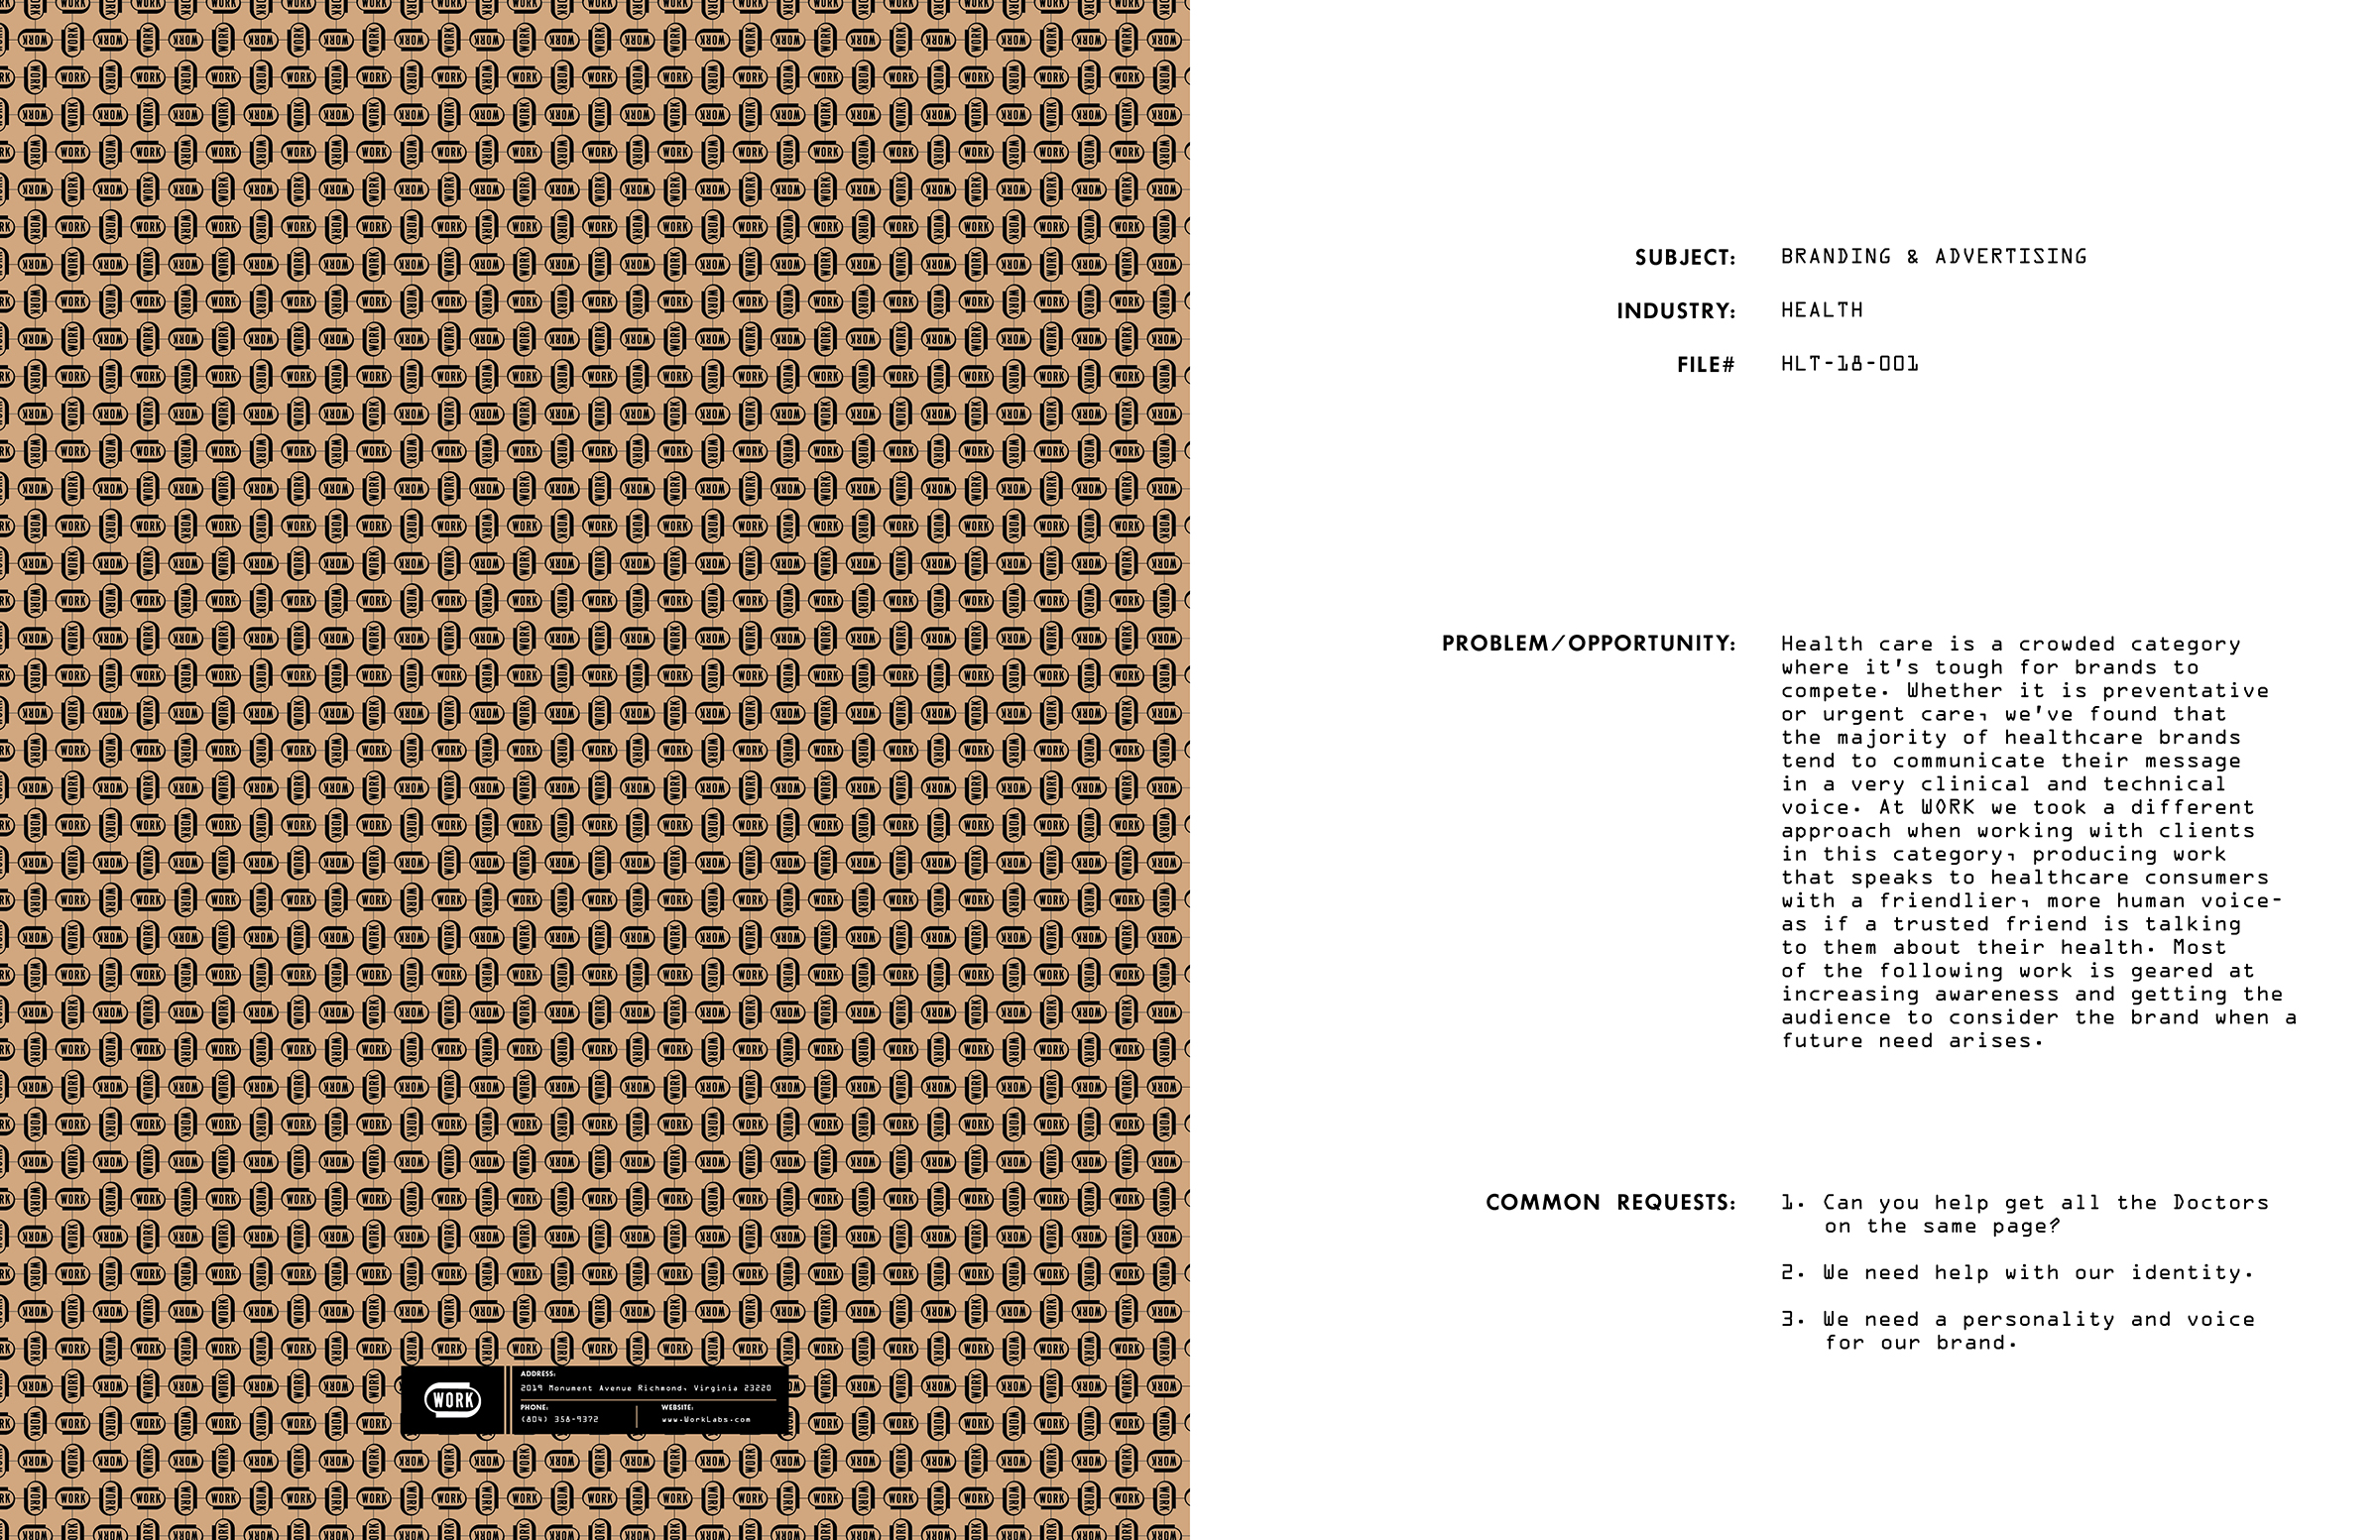 WORK
ADDRESS:
2019 Monument Avenue Richmond, Virginia 23220
PHONE:
(804) 358-9372
WEBSITE:
www.WorkLabs.com
SUBJECT: BRANDING & ADVERTISING
INDUSTRY: HEALTH
FILE# HLT-18-001
PROBLEM/OPPORTUNITY: Health care is a crowded category
where it's tough for brands to
compete. Whether it is preventative
or urgent care, we've found that
the majority of healthcare brands
tend to communicate their message
in a very clinical and technical
voice. At WORK we took a different
approach when working with clients
in this category, producing work
that speaks to healthcare consumers
with a friendlier, more human voice-
as if a trusted friend is talking
to them about their health. Most
of the following work is geared at
increasing awareness and getting the
audience to consider the brand when a
future need arises.
COMMON REQUESTS: 1. Can you help get all the Doctors
on the same page?
2. We need help with our identity.
3. We need a personality and voice
for our brand.